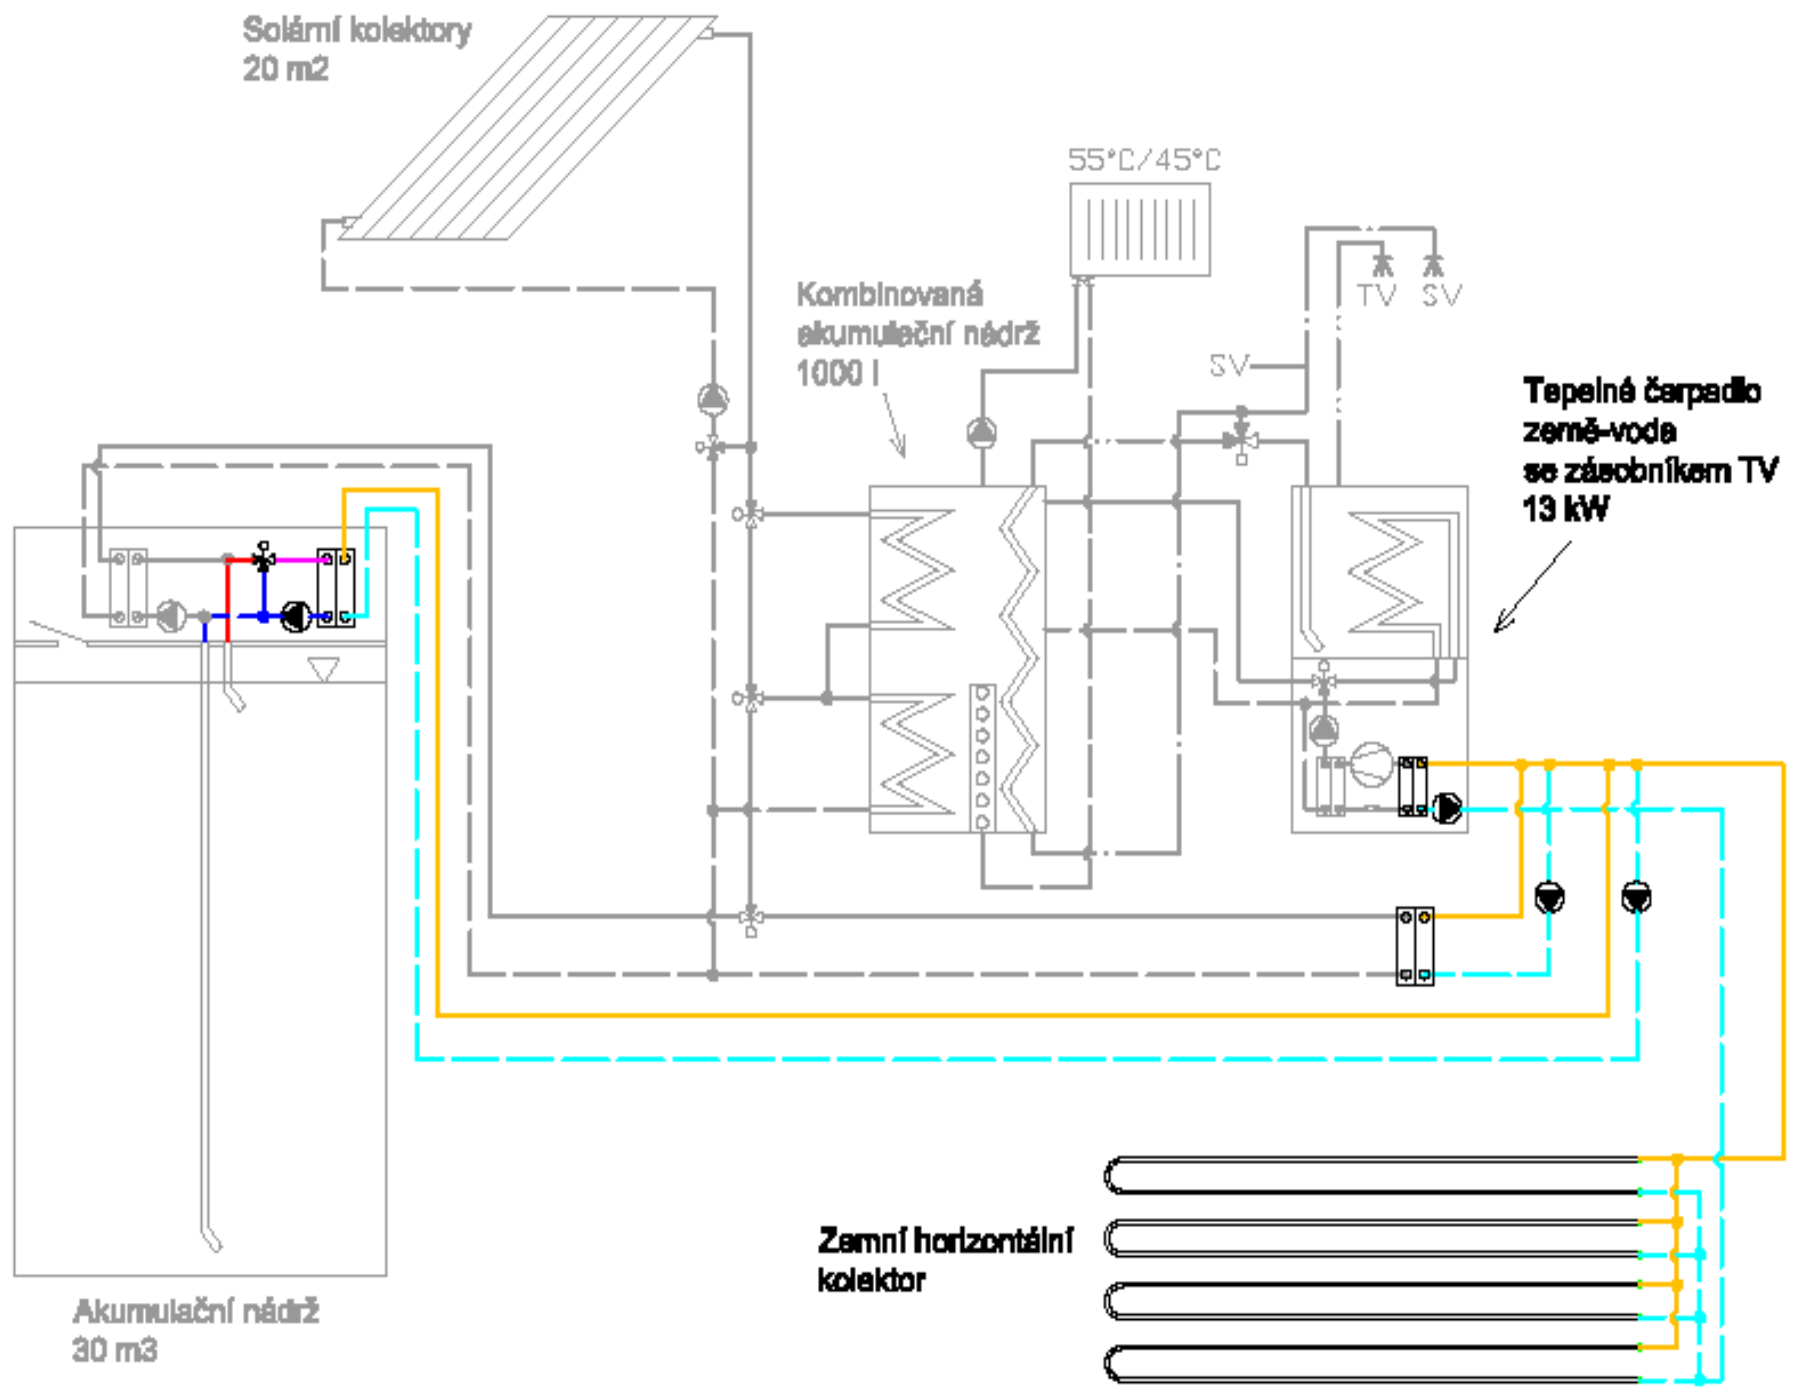 Solární kolektory
20 m2
55°C/45°C
Kombinovaná
akumulační nádrž
1000 l
TV SV
SV
Tepelné čerpadlo
země-voda
se zásobníkem TV
13 kW
Zemní horizontální
kolektor
Akumulační nádrž
30 m3